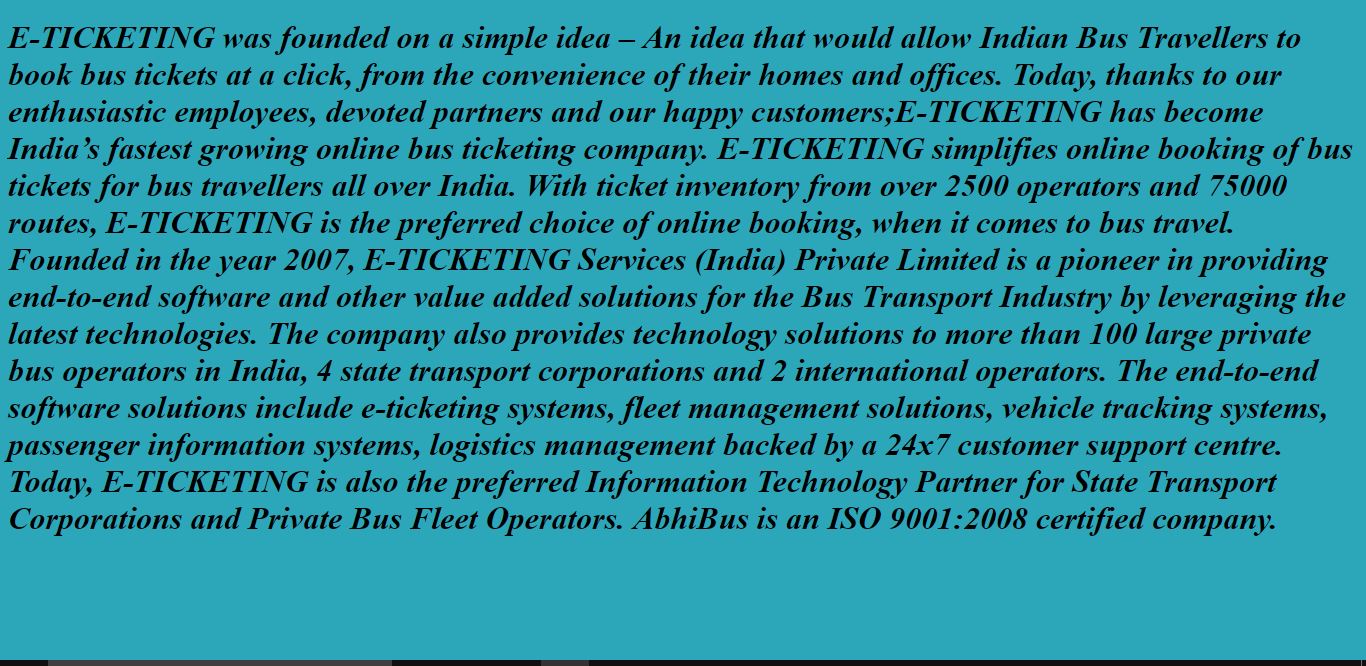 E-TICKETING was founded on a simple idea – An idea that would allow Indian Bus Travellers to
book bus tickets at a click, from the convenience of their homes and offices. Today, thanks to our
enthusiastic employees, devoted partners and our happy customers;E-TICKETING has become
India’s fastest growing online bus ticketing company. E-TICKETING simplifies online booking of bus
tickets for bus travellers all over India. With ticket inventory from over 2500 operators and 75000
routes, E-TICKETING is the preferred choice of online booking, when it comes to bus travel.
Founded in the year 2007, E-TICKETING Services (India) Private Limited is a pioneer in providing
end-to-end software and other value added solutions for the Bus Transport Industry by leveraging the
latest technologies. The company also provides technology solutions to more than 100 large private
bus operators in India, 4 state transport corporations and 2 international operators. The end-to-end
software solutions include e-ticketing systems, fleet management solutions, vehicle tracking systems,
passenger information systems, logistics management backed by a 24x7 customer support centre.
Today, E-TICKETING is also the preferred Information Technology Partner for State Transport
Corporations and Private Bus Fleet Operators. AbhiBus is an ISO 9001:2008 certified company.